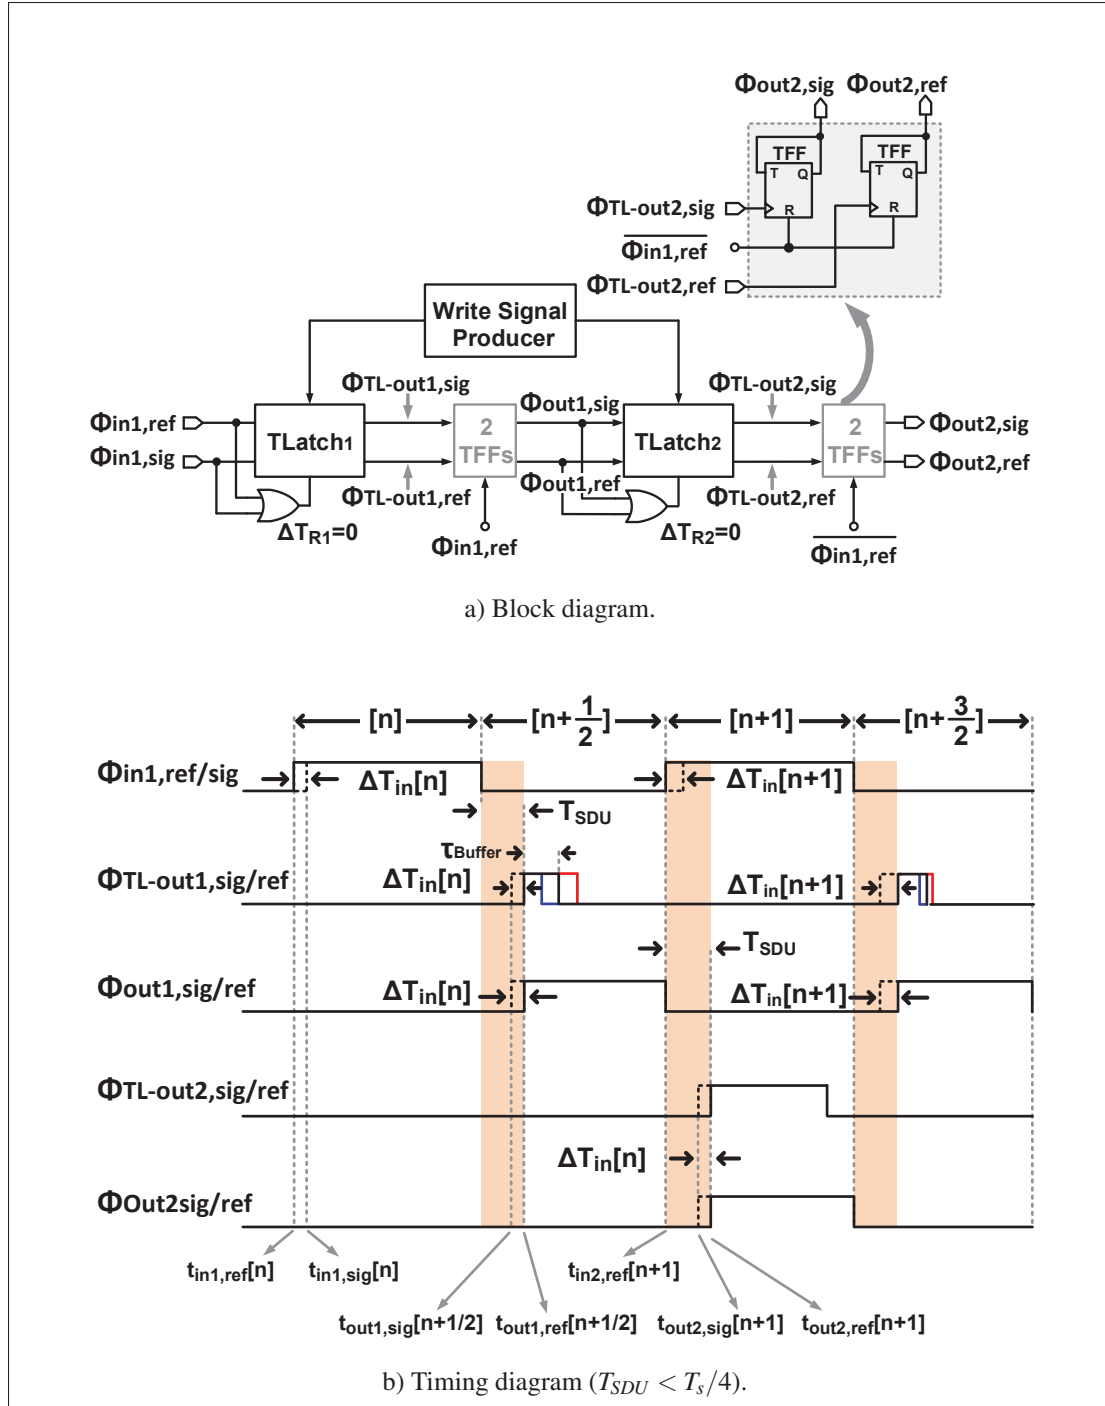 Φout2,sig Φout2,ref
TFF TFF
T Q T Q
R R
ΦTL-out2,sig
Φin1,ref
ΦTL-out2,ref
Write Signal
Producer
ΦTL-out1,sig ΦTL-out2,sig
Φin1,ref TLatch1 2 Φout1,sig TLatch2 2 Φout2,sig
Φin1,sig TFFs Φout1,ref TFFs Φout2,ref
ΦTL-out1,ref ΦTL-out2,ref
ΔTR1=0 Φin1,ref ΔTR2=0 Φin1,ref
a) Block diagram.
[n] [n+1/2] [n+1] [n+3/2]
Φin1,ref/sig ΔTin[n] ΔTin[n+1]
TSDU
τBuffer
ΦTL-out1,sig/ref ΔTin[n] ΔTin[n+1]
TSDU
Φout1,sig/ref ΔTin[n] ΔTin[n+1]
ΦTL-out2,sig/ref
ΔTin[n]
ΦOut2sig/ref
tin1,ref[n] tin1,sig[n] tin2,ref[n+1]
tout1,sig[n+1/2] tout1,ref[n+1/2] tout2,sig[n+1] tout2,ref[n+1]
b) Timing diagram (TSDU < Ts/4).